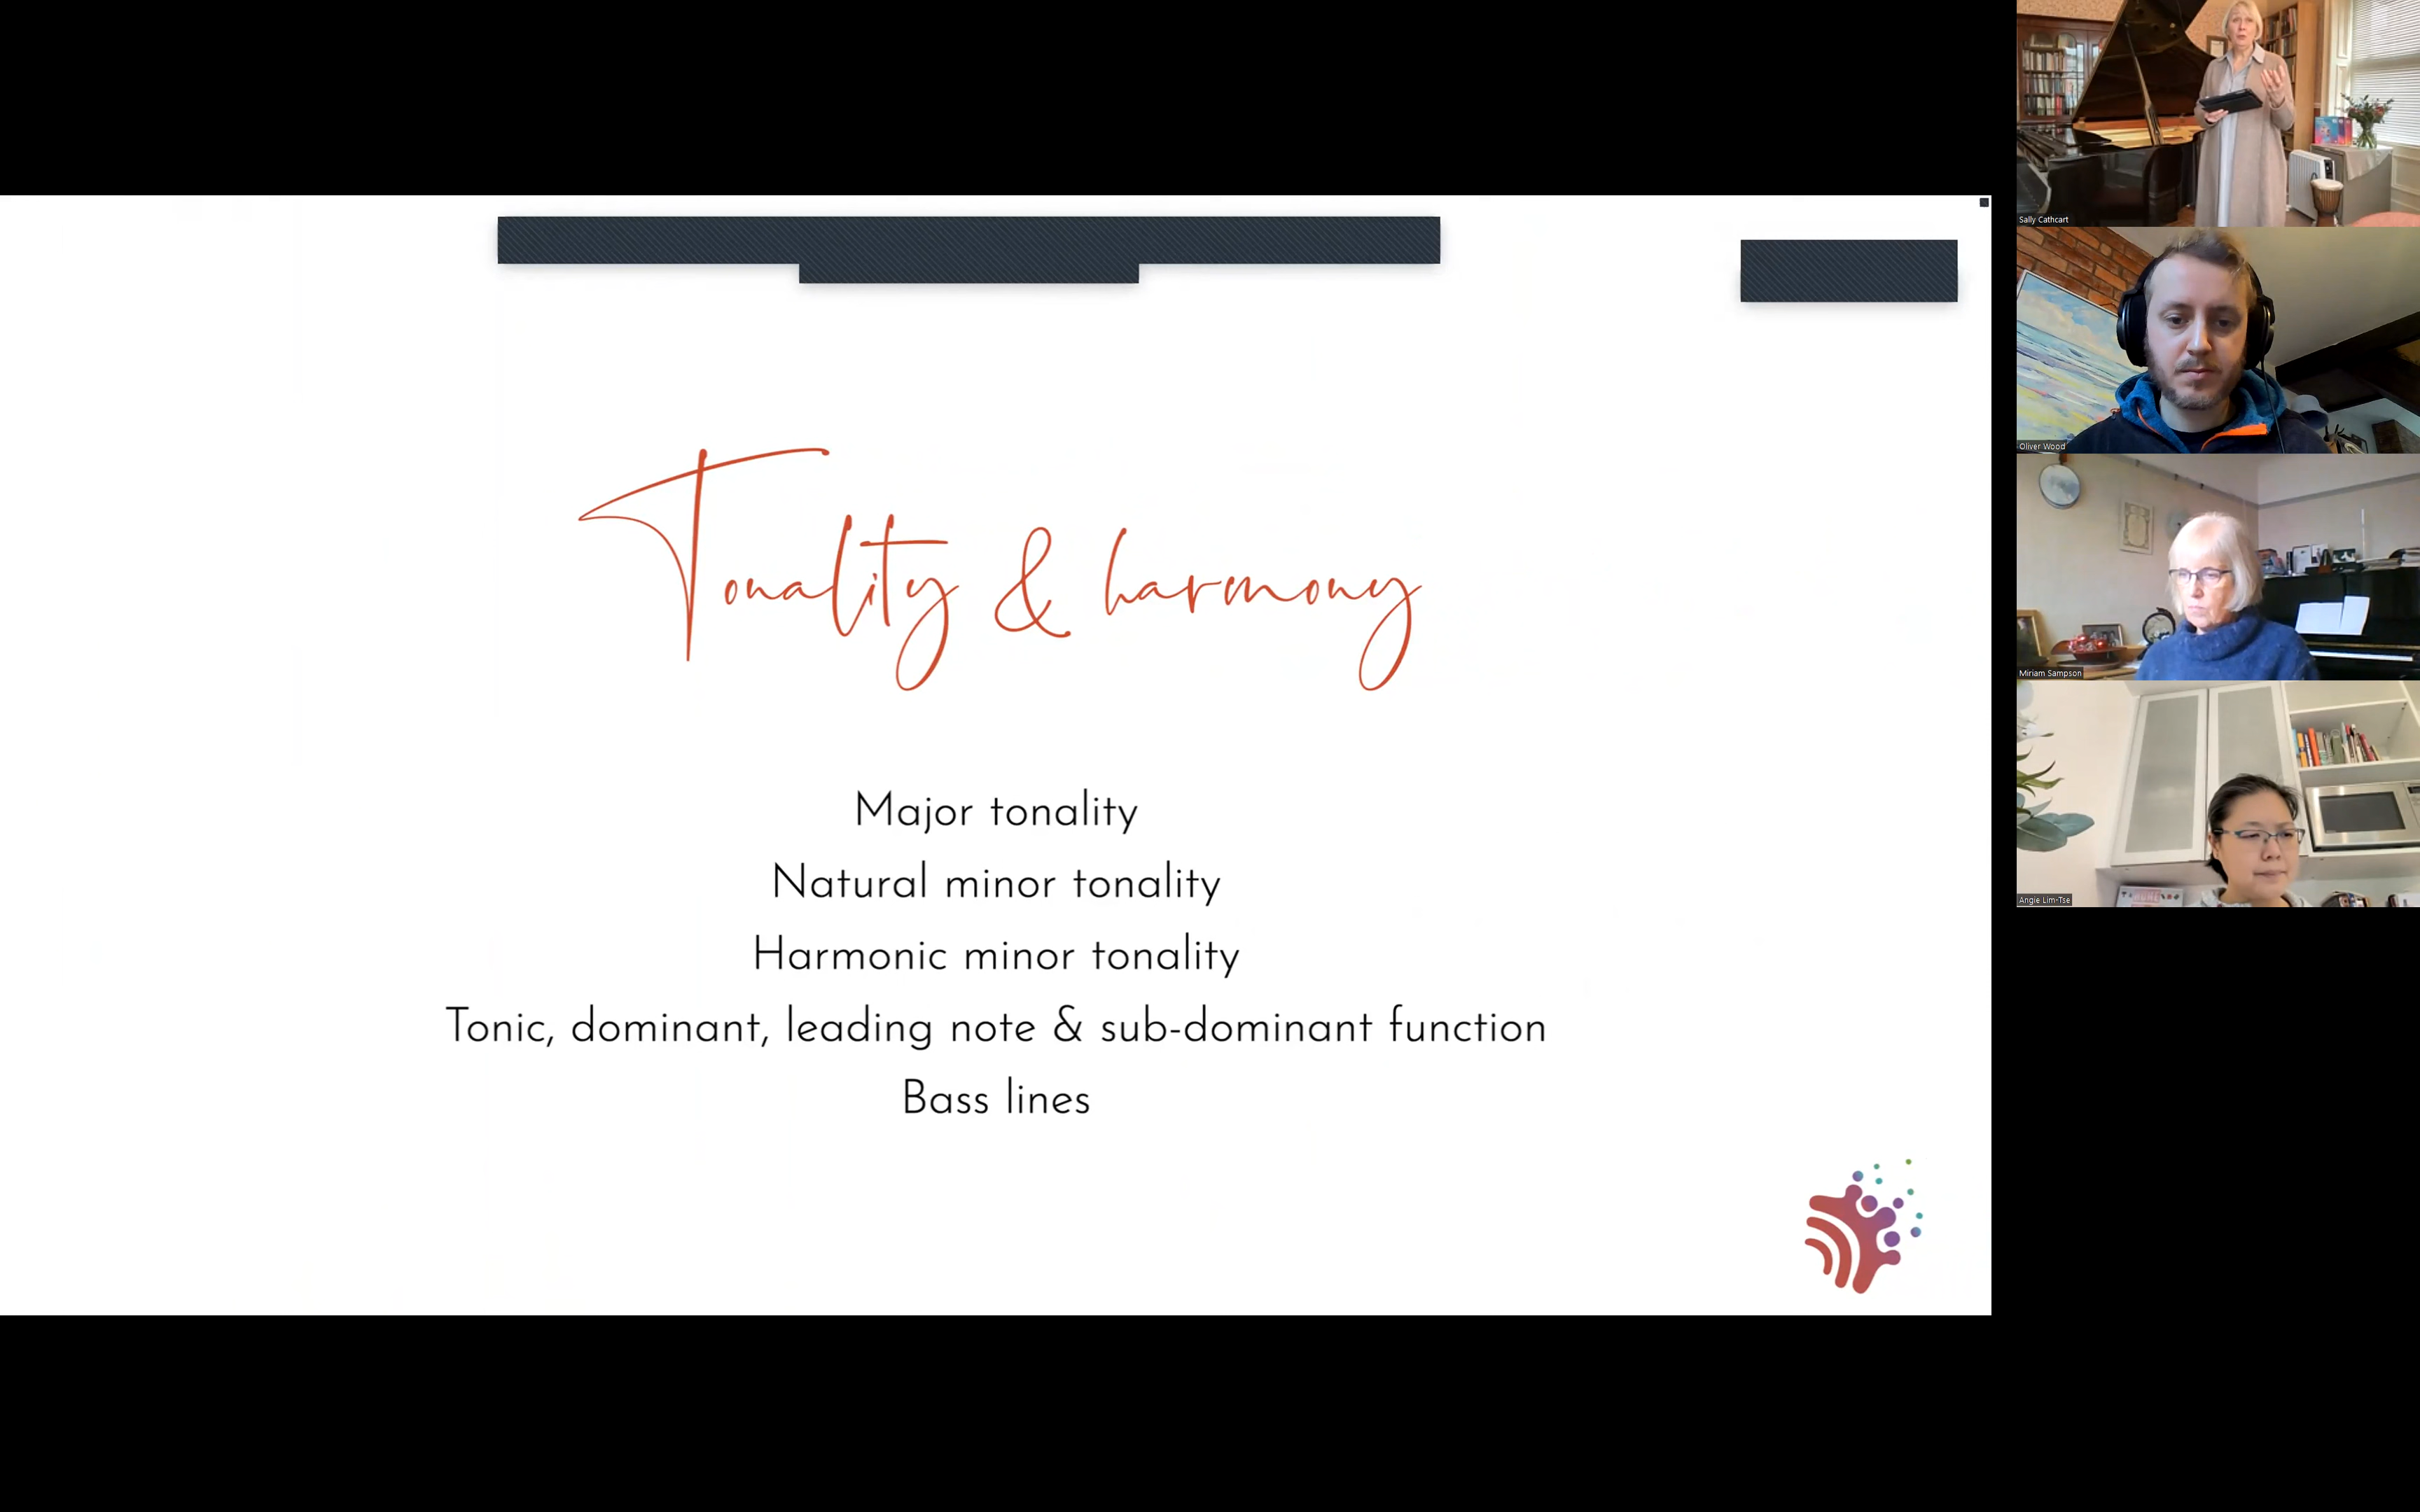 Tonality & harmony
Major tonality
Natural minor tonality
Harmonic minor tonality
Tonic, dominant, leading note & sub-dominant function
Bass lines
Sally Cathcart
Oliver Wood
Miriam Sampson
Angie Lim-Tse